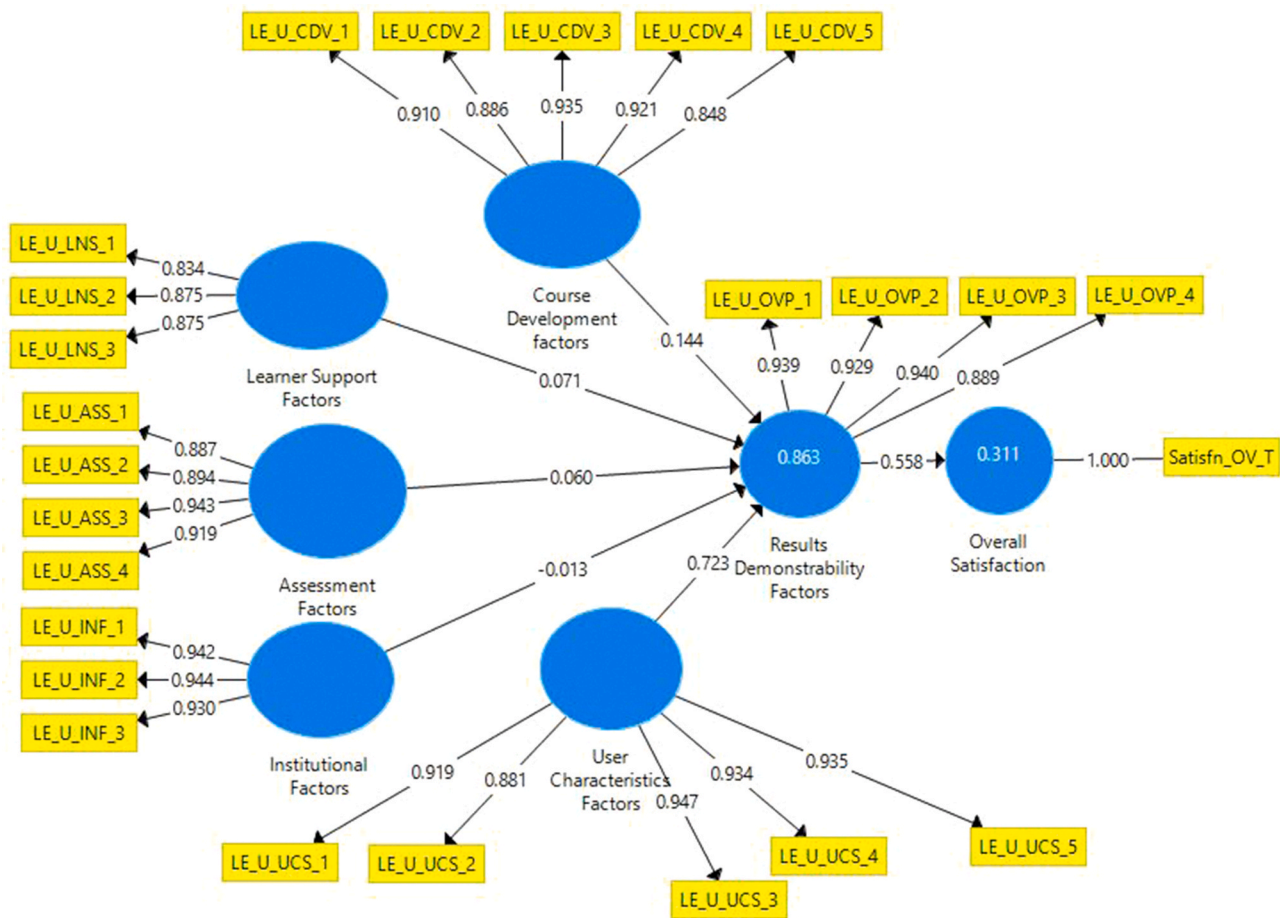 LE_U_CDV_1
LE_U_CDV_2
LE_U_CDV_3
LE_U_CDV_4
LE_U_CDV_5
0.910
0.886
0.935
0.921
0.848
Course
Development
factors
LE_U_LNS_1
LE_U_LNS_2
LE_U_LNS_3
0.834
0.875
0.875
Learner Support
Factors
0.144
0.071
LE_U_OVP_1
LE_U_OVP_2
LE_U_OVP_3
LE_U_OVP_4
0.939
0.929
0.940
0.889
LE_U_ASS_1
LE_U_ASS_2
LE_U_ASS_3
LE_U_ASS_4
0.887
0.894
0.943
0.919
Assessment
Factors
0.060
0.863
0.558
0.311
1.000
Satisfn_OV_T
Results
Demonstrability
Factors
Overall
Satisfaction
-0.013
0.723
LE_U_INF_1
LE_U_INF_2
LE_U_INF_3
0.942
0.944
0.930
Institutional
Factors
User
Characteristics
Factors
0.919
0.881
0.947
0.934
0.935
LE_U_UCS_1
LE_U_UCS_2
LE_U_UCS_3
LE_U_UCS_4
LE_U_UCS_5